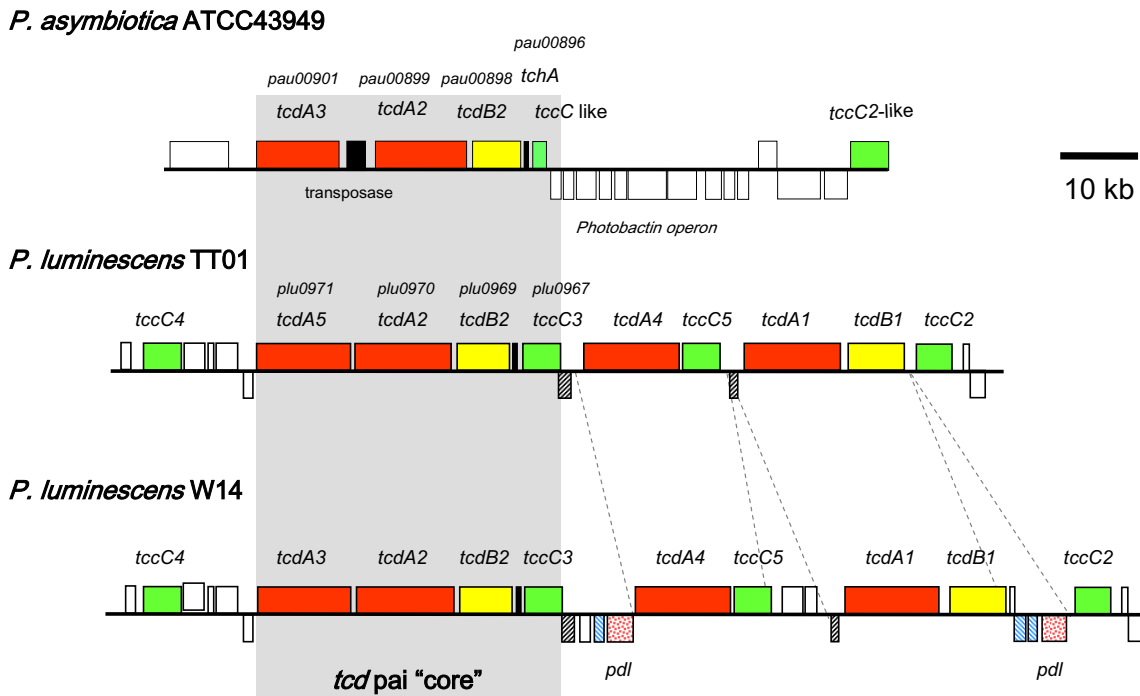 P. asymbiotica ATCC43949
pau00896
pau00901 pau00899 pau00898 tchA
tcdA3 tcdA2 tcdB2 tccC like tccC2-like
transposase
10 kb
Photobactin operon
P. luminescens TT01
plu0971 plu0970 plu0969 plu0967
tccC4 tcdA5 tcdA2 tcdB2 tccC3 tcdA4 tccC5 tcdA1 tcdB1 tccC2
P. luminescens W14
tccC4 tcdA3 tcdA2 tcdB2 tccC3 tcdA4 tccC5 tcdA1 tcdB1 tccC2
pdl pdl
tcd pai “core”